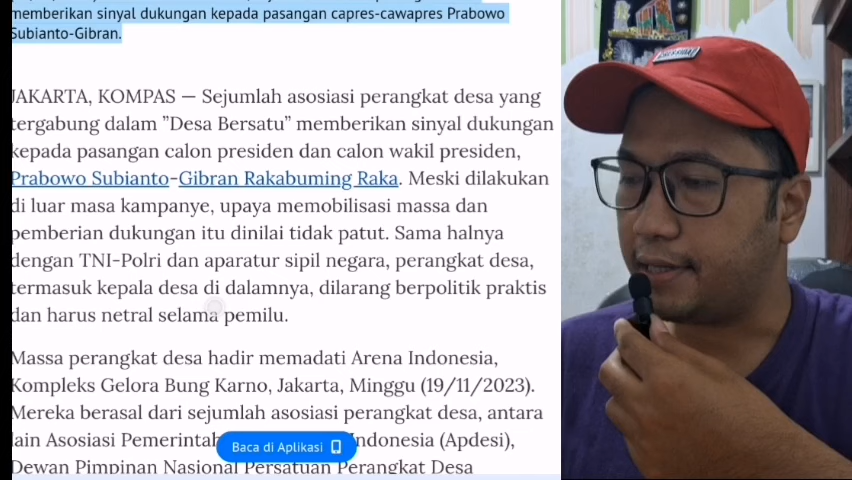 memberikan sinyal dukungan kepada pasangan capres-cawapres Prabowo
Subianto-Gibran.
JAKARTA, KOMPAS — Sejumlah asosiasi perangkat desa yang
tergabung dalam ”Desa Bersatu” memberikan sinyal dukungan
kepada pasangan calon presiden dan calon wakil presiden,
Prabowo Subianto-Gibran Rakabuming Raka. Meski dilakukan
di luar masa kampanye, upaya memobilisasi massa dan
pemberian dukungan itu dinilai tidak patut. Sama halnya
dengan TNI-Polri dan aparatur sipil negara, perangkat desa,
termasuk kepala desa di dalamnya, dilarang berpolitik praktis
dan harus netral selama pemilu.
Massa perangkat desa hadir memadati Arena Indonesia,
Kompleks Gelora Bung Karno, Jakarta, Minggu (19/11/2023).
Mereka berasal dari sejumlah asosiasi perangkat desa, antara
lain Asosiasi Pemerintah Indonesia (Apdesi),
Baca di Aplikasi
Dewan Pimpinan Nasional Persatuan Perangkat Desa